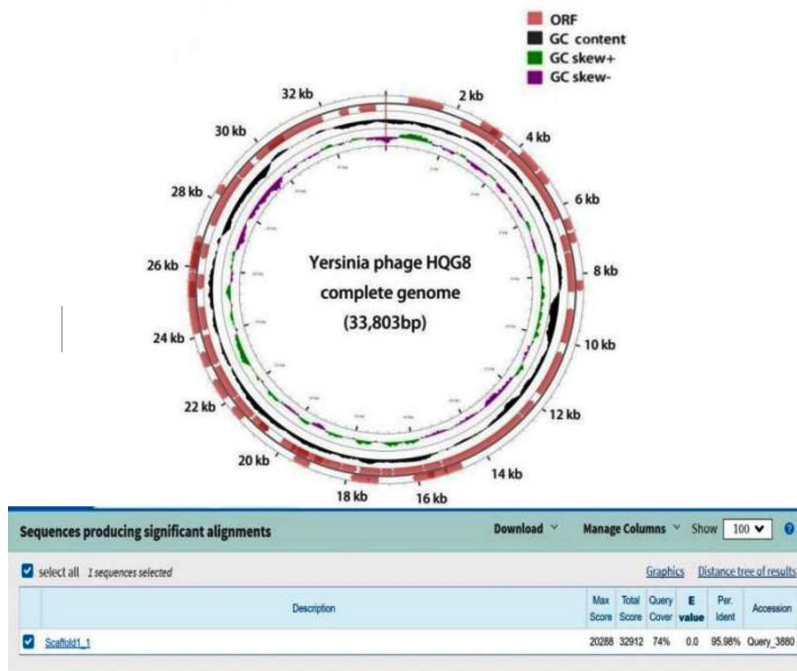 ORF
GC content
GC skew+
GC skew-
2 kb
4 kb
6 kb
8 kb
10 kb
12 kb
14 kb
16 kb
18 kb
20 kb
22 kb
24 kb
26 kb
28 kb
30 kb
32 kb
Yersinia phage HQG8
complete genome
(33,803bp)
Sequences producing significant alignments Download Manage Columns Show 100 ?
select all 1 sequences selected Graphics Distance tree of results
Description Max Score Total Score Query Cover E value Per. Ident Accession
Scaffold1_1 20288 32912 74% 0.0 95.98% Query_3880